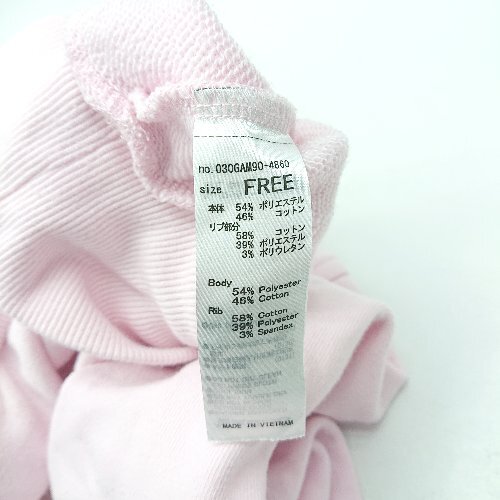 no.030GAM90-4860
size FREE
本体 54% ポリエステル
46% コットン
リブ部分
58% コットン
39% ポリエステル
3% ポリウレタン
Body
54% Polyester
46% Cotton
Rib
58% Cotton
39% Polyester
3% Spandex
MADE IN VIETNAM